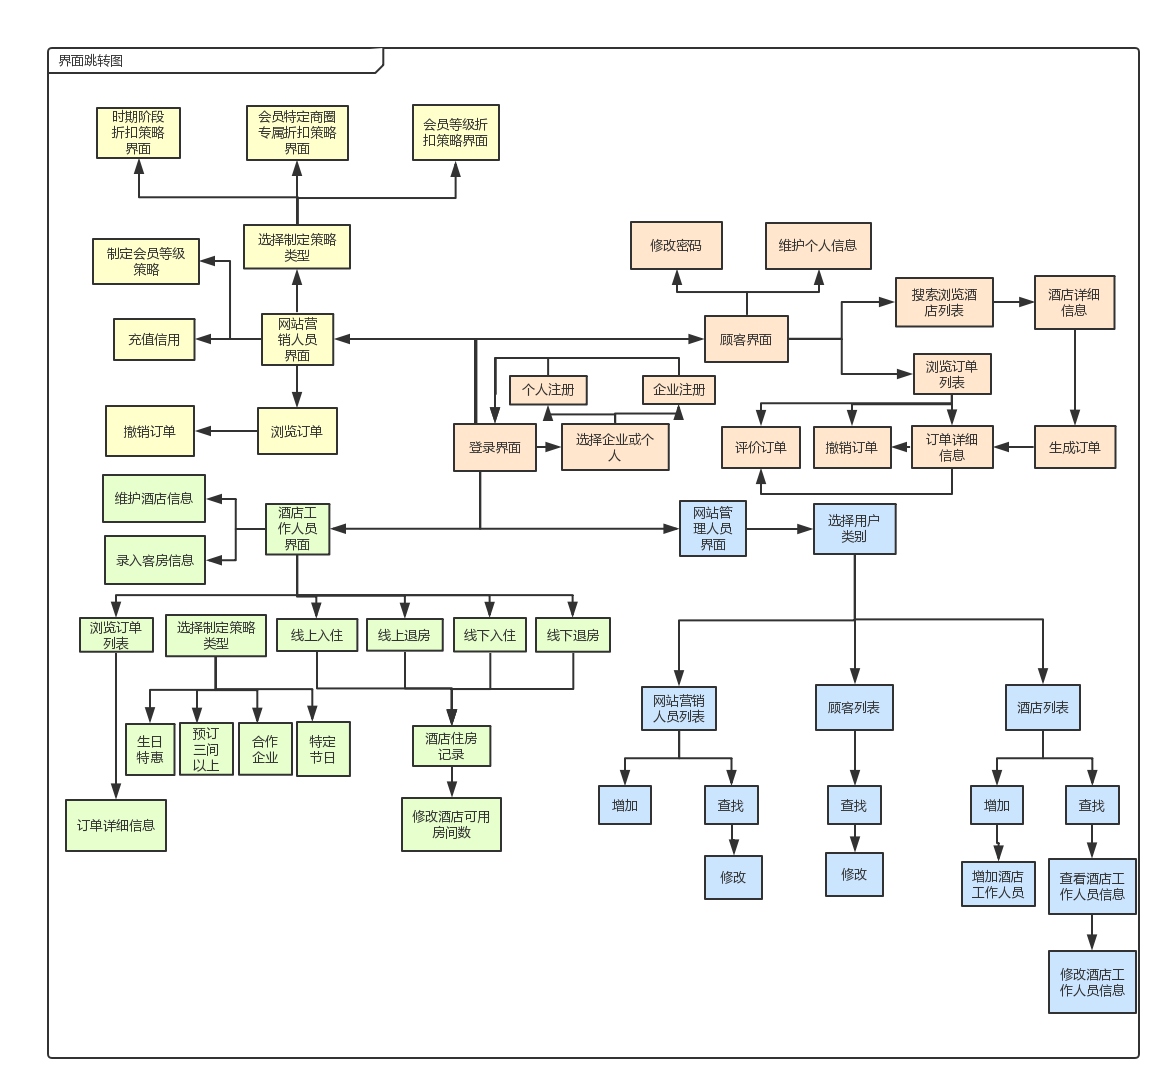 界面跳转图
时期阶段
折扣策略
界面
会员特定商圈
专属折扣策略
界面
会员等级折
扣策略界面
制定会员等级
策略
选择制定策略
类型
修改密码
维护个人信息
搜索浏览酒
店列表
酒店详细
信息
充值信用
网站营
销人员
界面
顾客界面
浏览订单
列表
个人注册
企业注册
撤销订单
浏览订单
登录界面
选择企业或个
人
评价订单
撤销订单
订单详细
信息
生成订单
维护酒店信息
录入客房信息
酒店工
作人员
界面
网站管
理人员
界面
选择用户
类别
浏览订单
列表
选择制定策略
类型
线上入住
线上退房
线下入住
线下退房
网站营销
人员列表
顾客列表
酒店列表
生日
特惠
预订
三间
以上
合作
企业
特定
节日
酒店住房
记录
订单详细信息
修改酒店可用
房间数
增加
查找
查找
增加
查找
修改
修改
增加酒店
工作人员
查看酒店工
作人员信息
修改酒店工
作人员信息